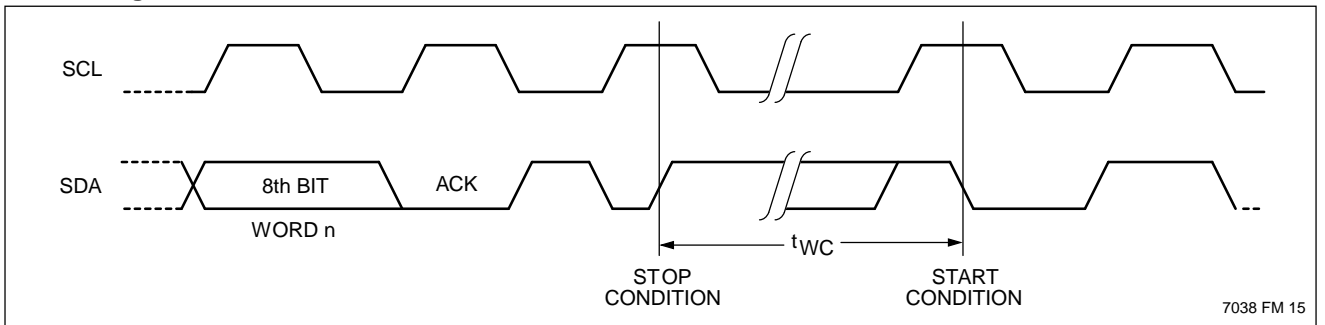 SCL
SDA
8th BIT
ACK
WORD n
tWC
STOP
CONDITION
START
CONDITION
7038 FM 15